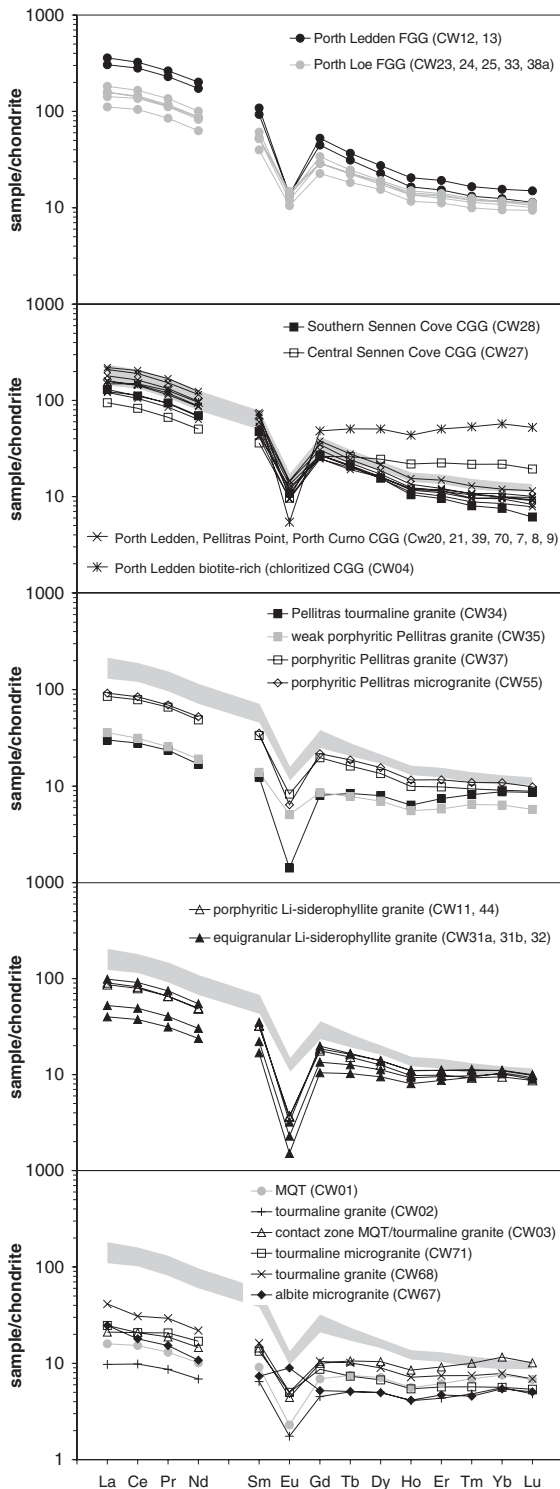 1000
Porth Ledden FGG (CW12, 13)
Porth Loe FGG (CW23, 24, 25, 33, 38a)
100
10
sample/chondrite
1000
Southern Sennen Cove CGG (CW28)
Central Sennen Cove CGG (CW27)
100
10
sample/chondrite
Porth Ledden, Pellitras Point, Porth Curno CGG (Cw20, 21, 39, 70, 7, 8, 9)
Porth Ledden biotite-rich (chloritized CGG (CW04)
1000
Pellitras tourmaline granite (CW34)
weak porphyritic Pellitras granite (CW35)
porphyritic Pellitras granite (CW37)
porphyritic Pellitras microgranite (CW55)
100
10
sample/chondrite
1000
porphyritic Li-siderophyllite granite (CW11, 44)
equigranular Li-siderophyllite granite (CW31a, 31b, 32)
100
10
sample/chondrite
1000
MQT (CW01)
tourmaline granite (CW02)
contact zone MQT/tourmaline granite (CW03)
tourmaline microgranite (CW71)
tourmaline granite (CW68)
albite microgranite (CW67)
100
10
1
sample/chondrite
La Ce Pr Nd Sm Eu Gd Tb Dy Ho Er Tm Yb Lu